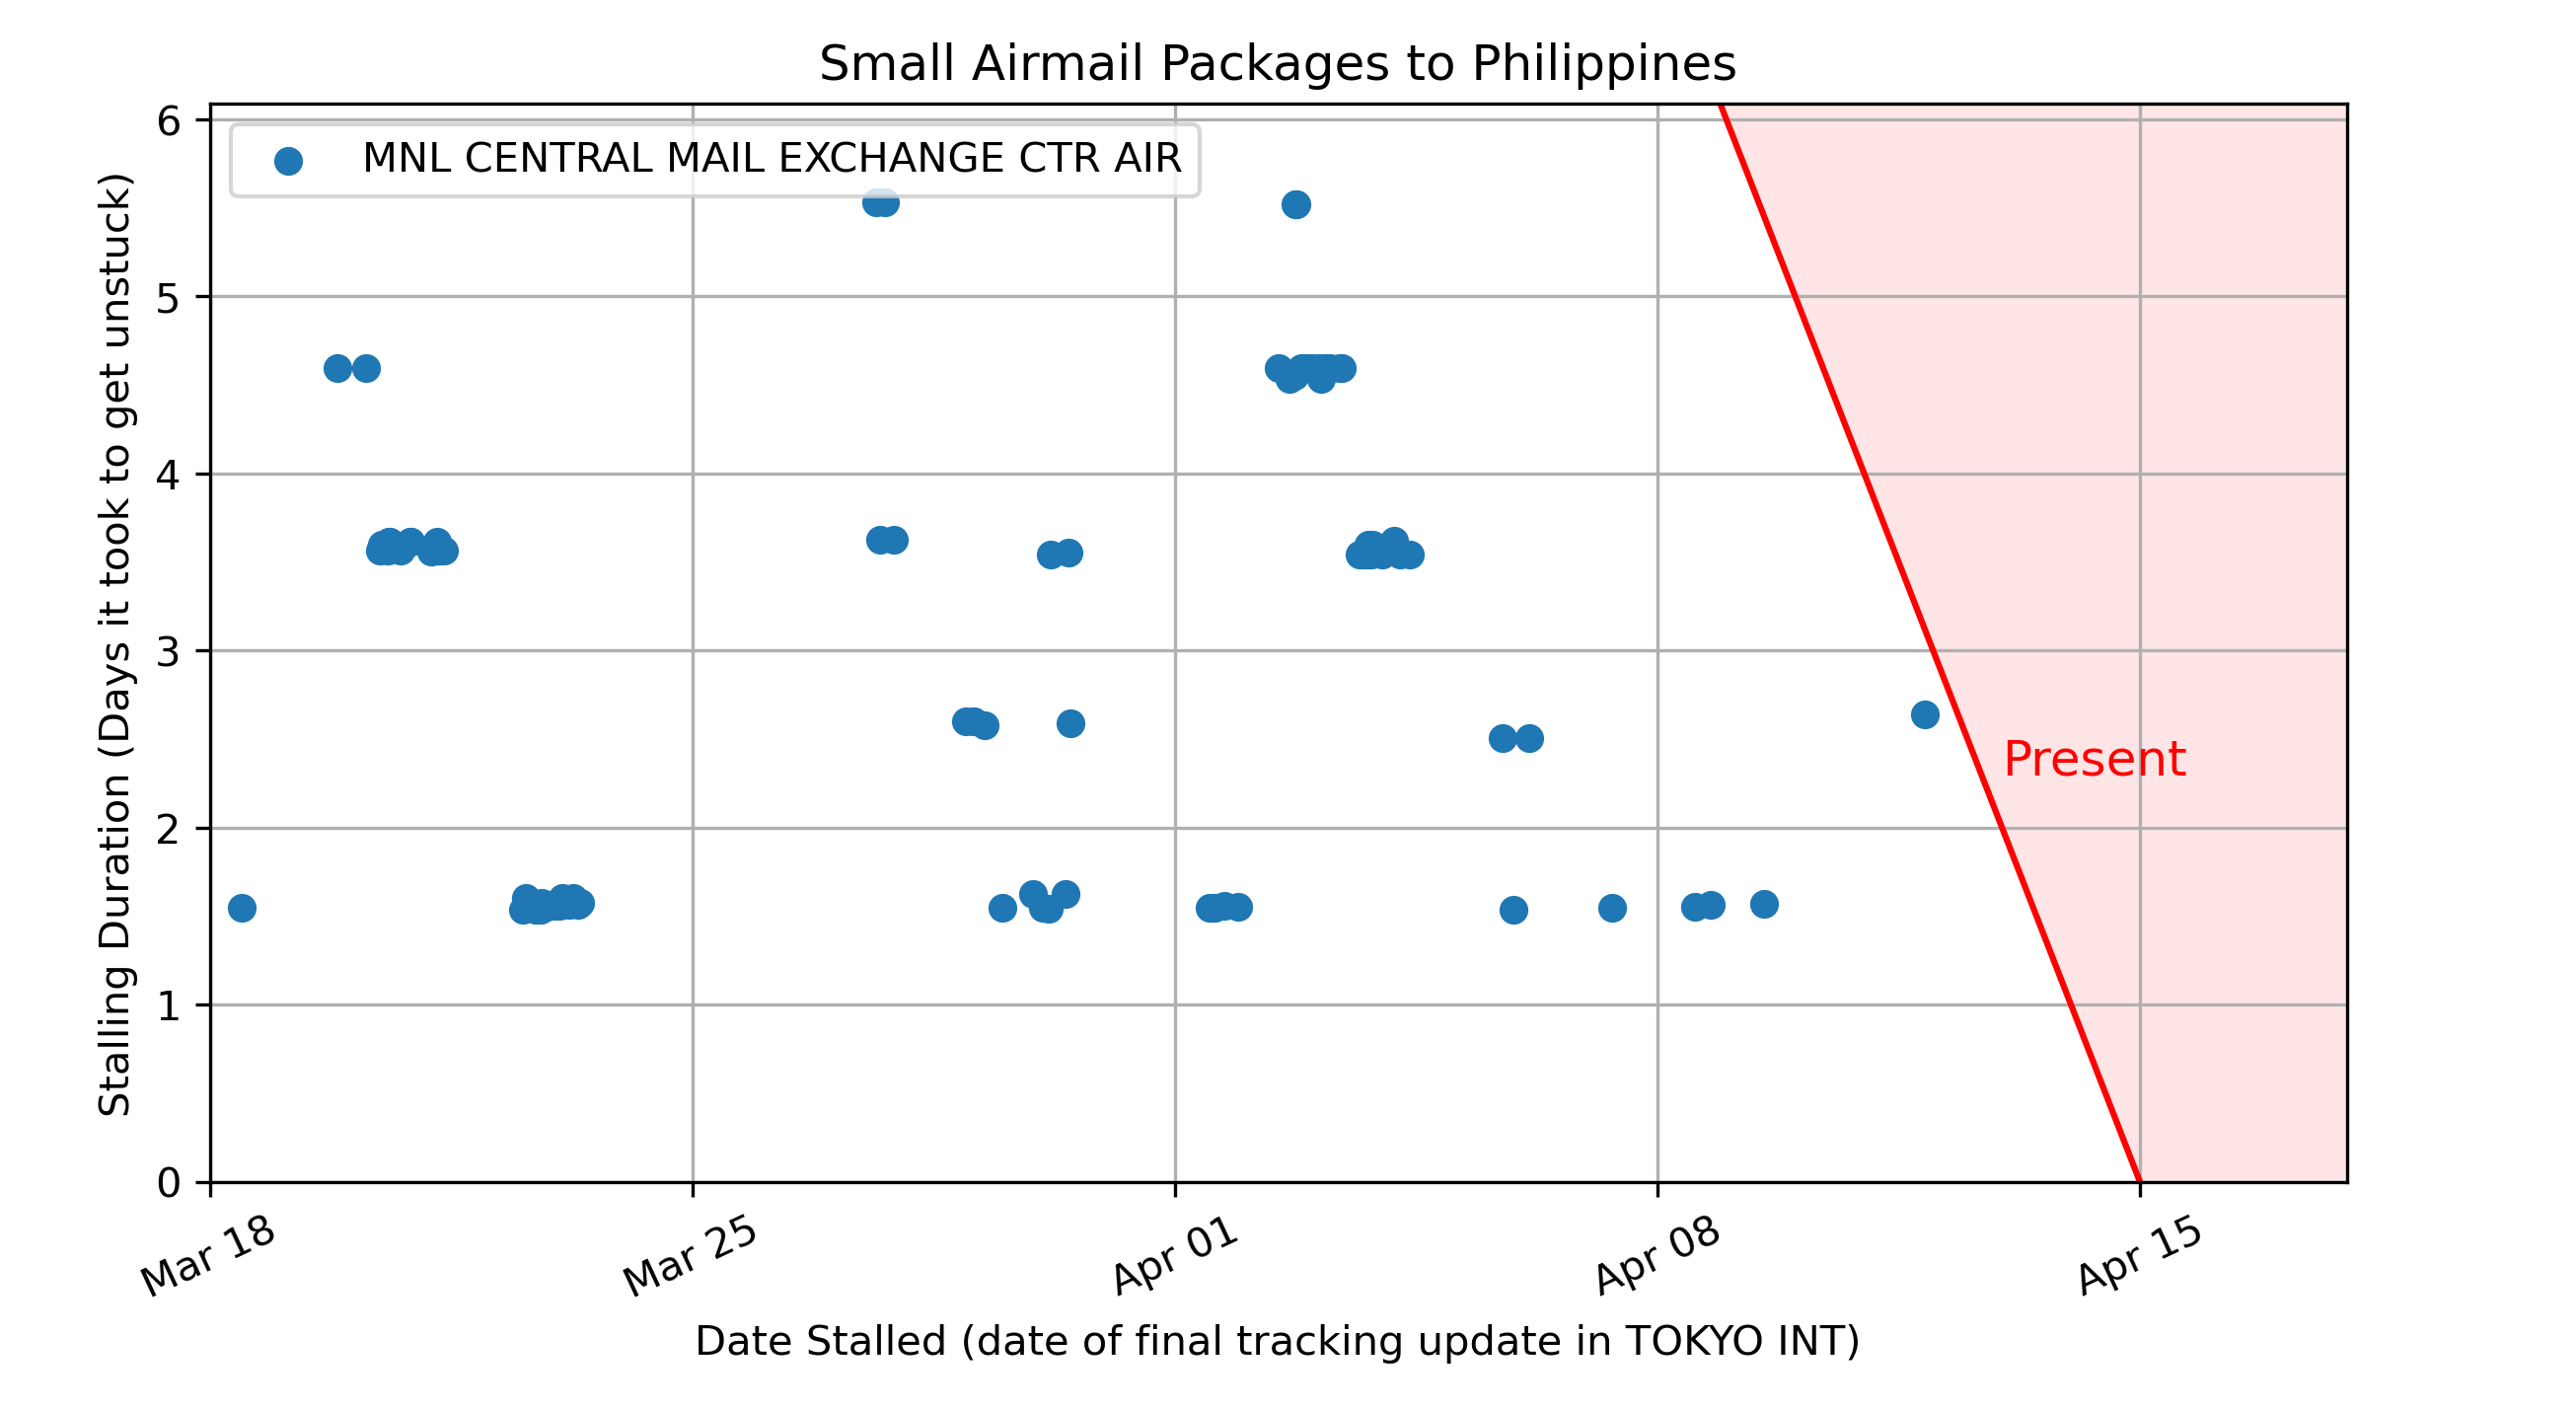 Small Airmail Packages to Philippines
MNL CENTRAL MAIL EXCHANGE CTR AIR
Stalling Duration (Days it took to get unstuck)
6
5
4
3
2
1
0
Present
Mar 18
Mar 25
Apr 01
Apr 08
Apr 15
Date Stalled (date of final tracking update in TOKYO INT)